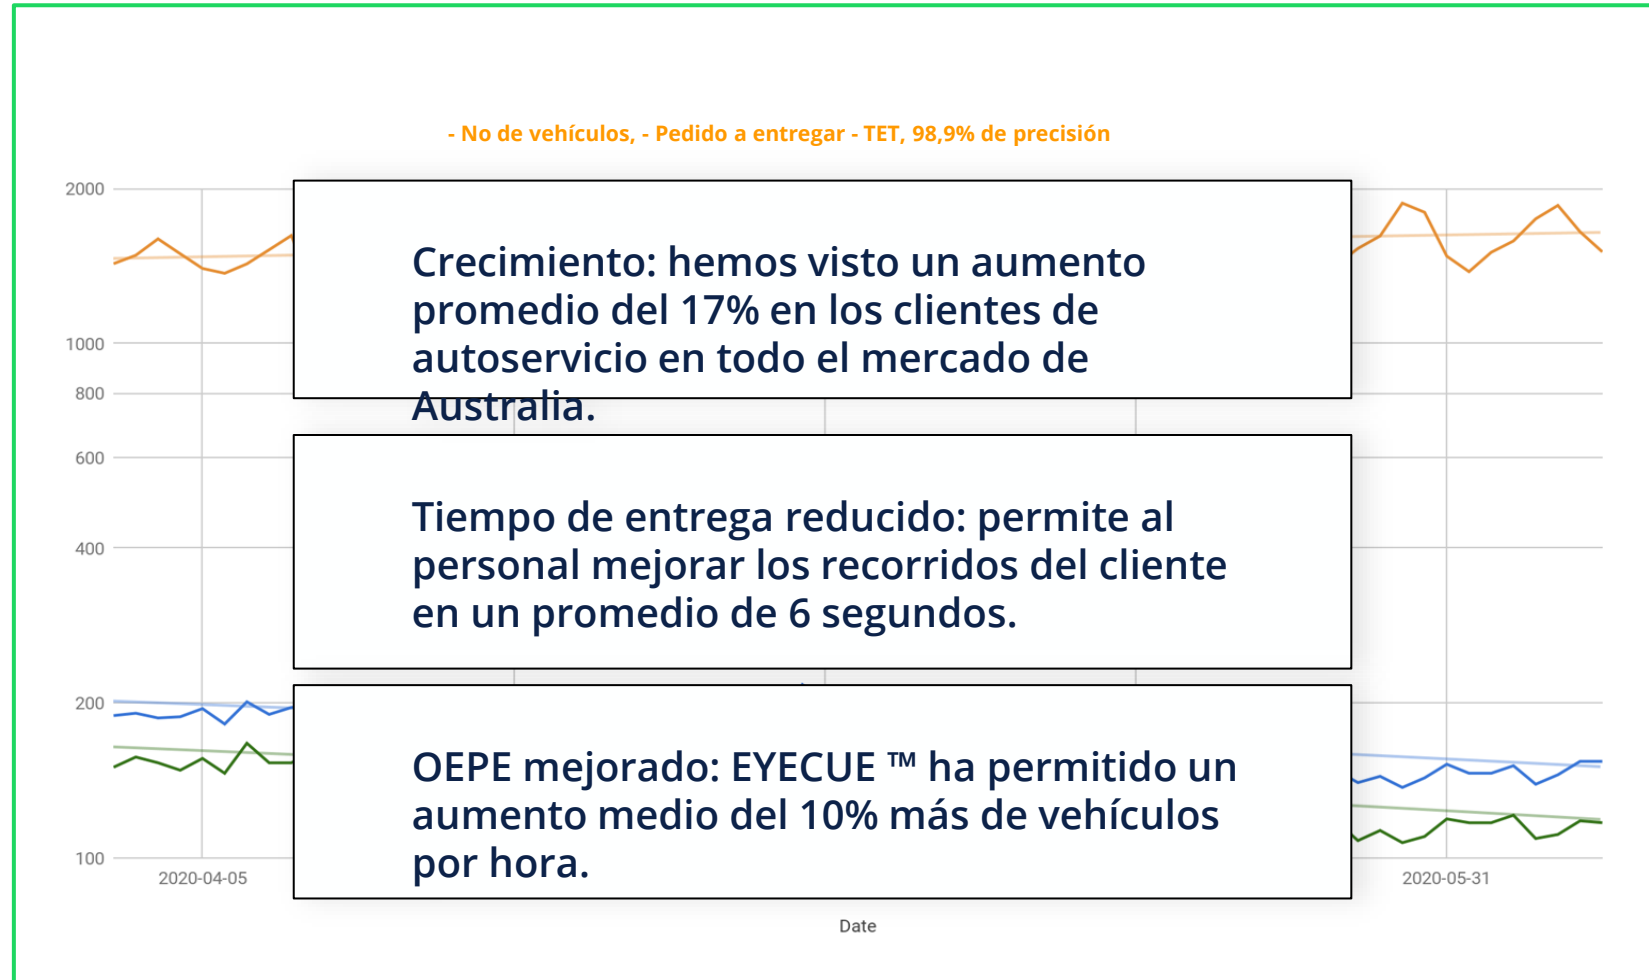 - No de vehículos, - Pedido a entregar - TET, 98,9% de precisión
2000
1000
800
600
400
200
100
Crecimiento: hemos visto un aumento
promedio del 17% en los clientes de
autoservicio en todo el mercado de
Australia.
Tiempo de entrega reducido: permite al
personal mejorar los recorridos del cliente
en un promedio de 6 segundos.
OEPE mejorado: EYECUE ™ ha permitido un
aumento medio del 10% más de vehículos
por hora.
2020-04-05
2020-05-31
Date